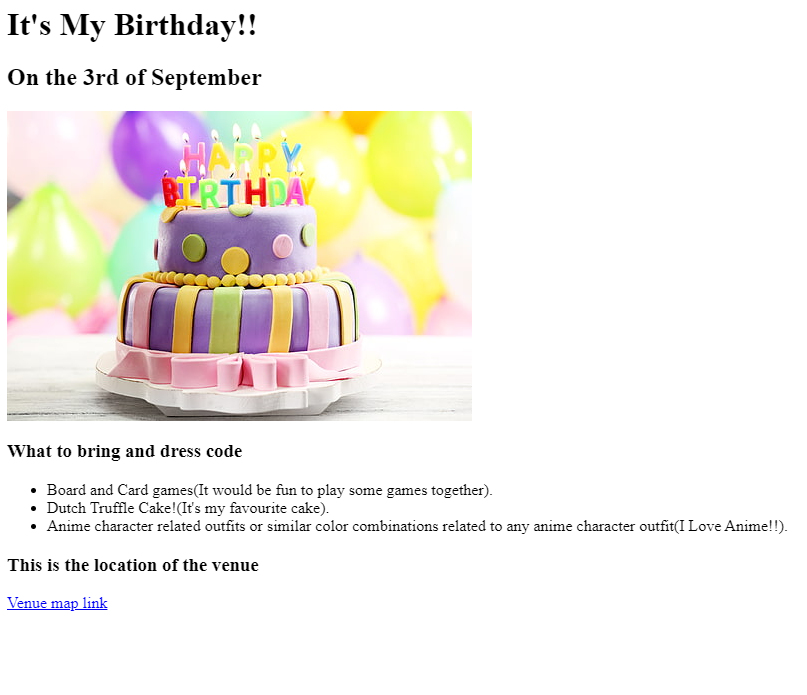 It's My Birthday!!
On the 3rd of September
HAPPY
BIRTHDAY
What to bring and dress code
Board and Card games(It would be fun to play some games together).
Dutch Truffle Cake!(It's my favourite cake).
Anime character related outfits or similar color combinations related to any anime character outfit(I Love Anime!!).
This is the location of the venue
Venue map link